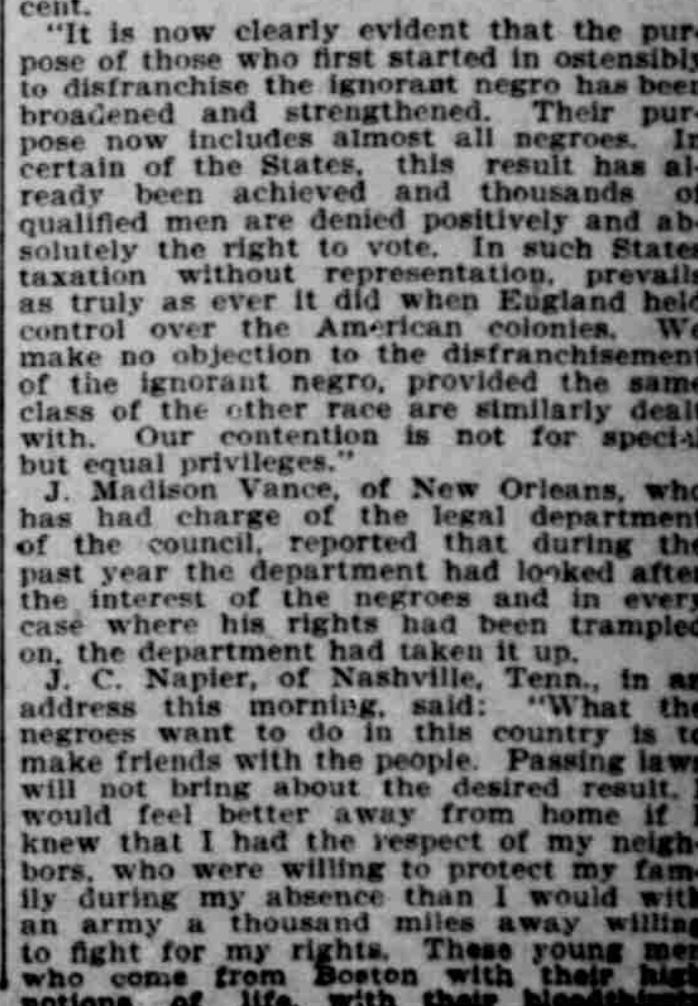 cent.
"It is now clearly evident that the pur-
pose of those who first started in ostensibly
to disfranchise the ignorant negro has been
broadened and strengthened. Their pur-
pose now includes almost all negroes. In
certain of the States, this result has al-
ready been achieved and thousands of
qualified men are denied positively and ab-
solutely the right to vote. In such States
taxation without representation, prevails
as truly as ever it did when England held
control over the American colonies. We
make no objection to the disfranchisement
of the ignorant negro, provided the same
class of the other race are similarly dealt
with. Our contention is not for special
but equal privileges."
J. Madison Vance, of New Orleans, who
has had charge of the legal department
of the council, reported that during the
past year the department had looked after
the interest of the negroes and in every
case where his rights had been trampled
on, the department had taken it up.
J. C. Napier, of Nashville, Tenn., in an
address this morning, said: "What the
negroes want to do in this country is to
make friends with the people. Passing laws
will not bring about the desired result. I
would feel better away from home if I
knew that I had the respect of my neigh-
bors, who were willing to protect my fam-
ily during my absence than I would with
an army a thousand miles away willing
to fight for my rights. These young men
who come from Boston with their high
notions of life, with their